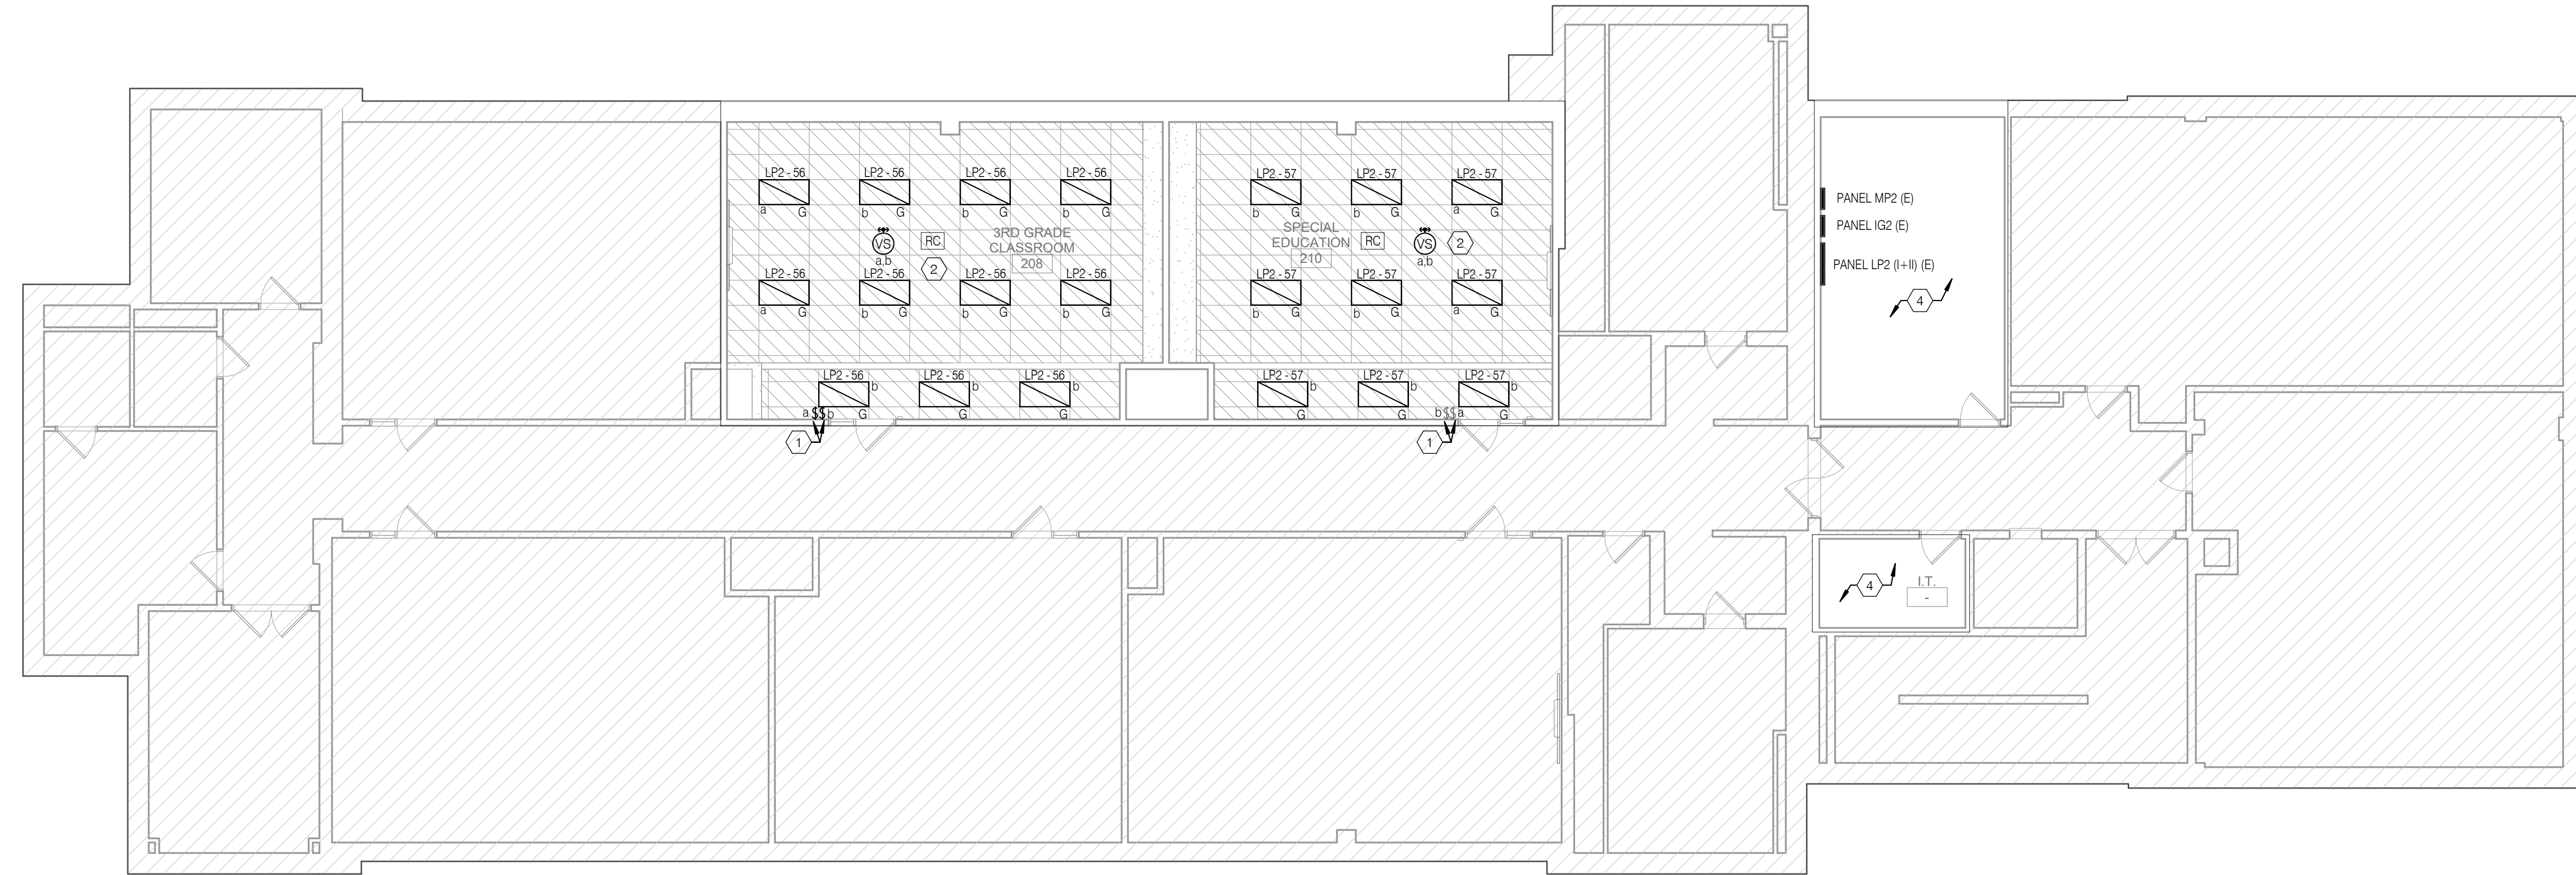 LP2 - 56 LP2 - 56 LP2 - 56 LP2 - 56
a G b G b G b G
VS
a,b
RC
2
3RD GRADE
CLASSROOM
208
LP2 - 56 LP2 - 56 LP2 - 56 LP2 - 56
a G b G b G b G
LP2 - 56 LP2 - 56 LP2 - 56
b b b
a $$ b G G G
1
LP2 - 57 LP2 - 57 LP2 - 57
b G b G a G
SPECIAL
EDUCATION
210
RC
VS
a,b
2
LP2 - 57 LP2 - 57 LP2 - 57
b G b G a G
LP2 - 57 LP2 - 57 LP2 - 57
b b b
G G b $$ a G
1
PANEL MP2 (E)
PANEL IG2 (E)
PANEL LP2 (I+II) (E)
4
4
I.T.
-